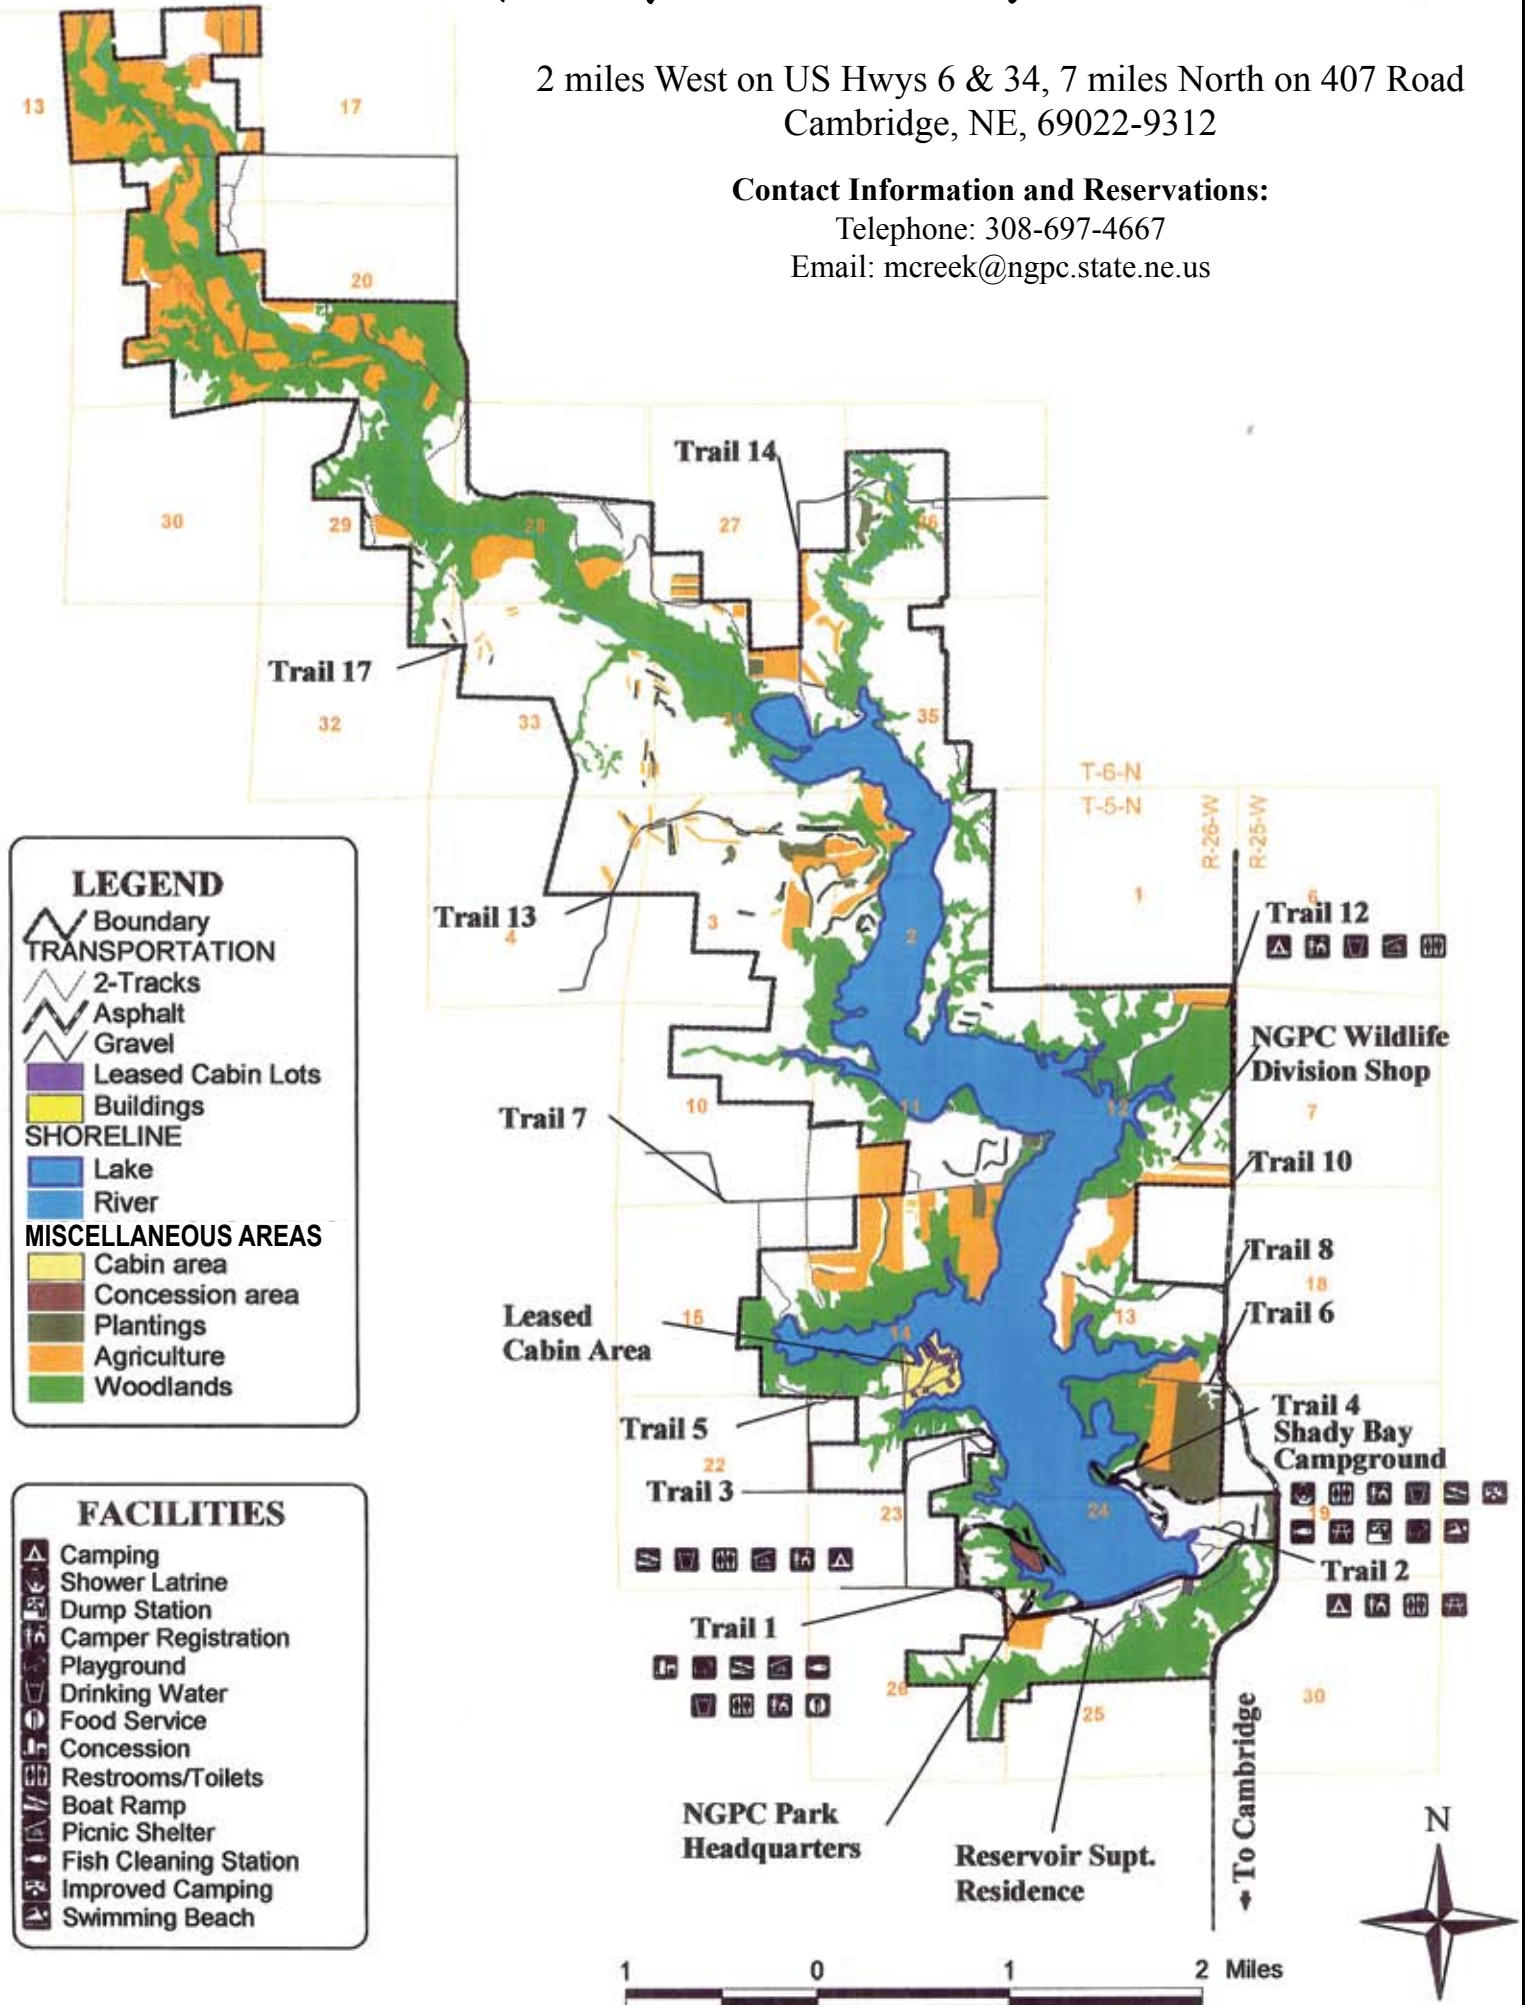 2 miles West on US Hwys 6 & 34, 7 miles North on 407 Road
Cambridge, NE, 69022-9312
Contact Information and Reservations:
Telephone: 308-697-4667
Email: mcreek@ngpc.state.ne.us
13
17
20
Trail 14
30
29
28
27
26
Trail 17
32
33
34
35
T-6-N
T-5-N
R-26-W
R-25-W
1
6
Trail 13
4
3
2
Trail 12
NGPC Wildlife
Division Shop
Trail 7
10
11
12
7
Trail 10
Trail 8
18
Leased
Cabin Area
15
14
13
Trail 6
Trail 5
22
Trail 3
23
24
Trail 4
Shady Bay
Campground
19
Trail 2
Trail 1
26
25
30
NGPC Park
Headquarters
Reservoir Supt.
Residence
To Cambridge
N
1 0 1 2 Miles
LEGEND
Boundary
TRANSPORTATION
2-Tracks
Asphalt
Gravel
Leased Cabin Lots
Buildings
SHORELINE
Lake
River
MISCELLANEOUS AREAS
Cabin area
Concession area
Plantings
Agriculture
Woodlands
FACILITIES
Camping
Shower Latrine
Dump Station
Camper Registration
Playground
Drinking Water
Food Service
Concession
Restrooms/Toilets
Boat Ramp
Picnic Shelter
Fish Cleaning Station
Improved Camping
Swimming Beach